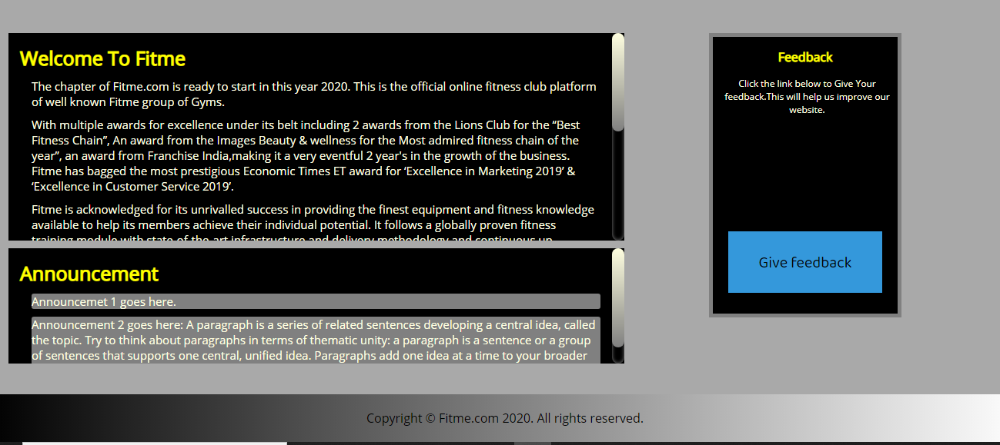 Welcome To Fitme
The chapter of Fitme.com is ready to start in this year 2020. This is the official online fitness club platform
of well known Fitme group of Gyms.
With multiple awards for excellence under its belt including 2 awards from the Lions Club for the “Best
Fitness Chain”, An award from the Images Beauty & wellness for the Most admired fitness chain of the
year”, an award from Franchise India,making it a very eventful 2 year's in the growth of the business.
Fitme has bagged the most prestigious Economic Times ET award for ‘Excellence in Marketing 2019’ &
‘Excellence in Customer Service 2019’.
Fitme is acknowledged for its unrivalled success in providing the finest equipment and fitness knowledge
available to help its members achieve their individual potential. It follows a globally proven fitness
training module with state of the art infrastructure and delivery methodology and continuous up
Announcement
Announcemet 1 goes here.
Announcement 2 goes here: A paragraph is a series of related sentences developing a central idea, called
the topic. Try to think about paragraphs in terms of thematic unity: a paragraph is a sentence or a group
of sentences that supports one central, unified idea. Paragraphs add one idea at a time to your broader
Feedback
Click the link below to Give Your
feedback.This will help us improve our
website.
Give feedback
Copyright © Fitme.com 2020. All rights reserved.